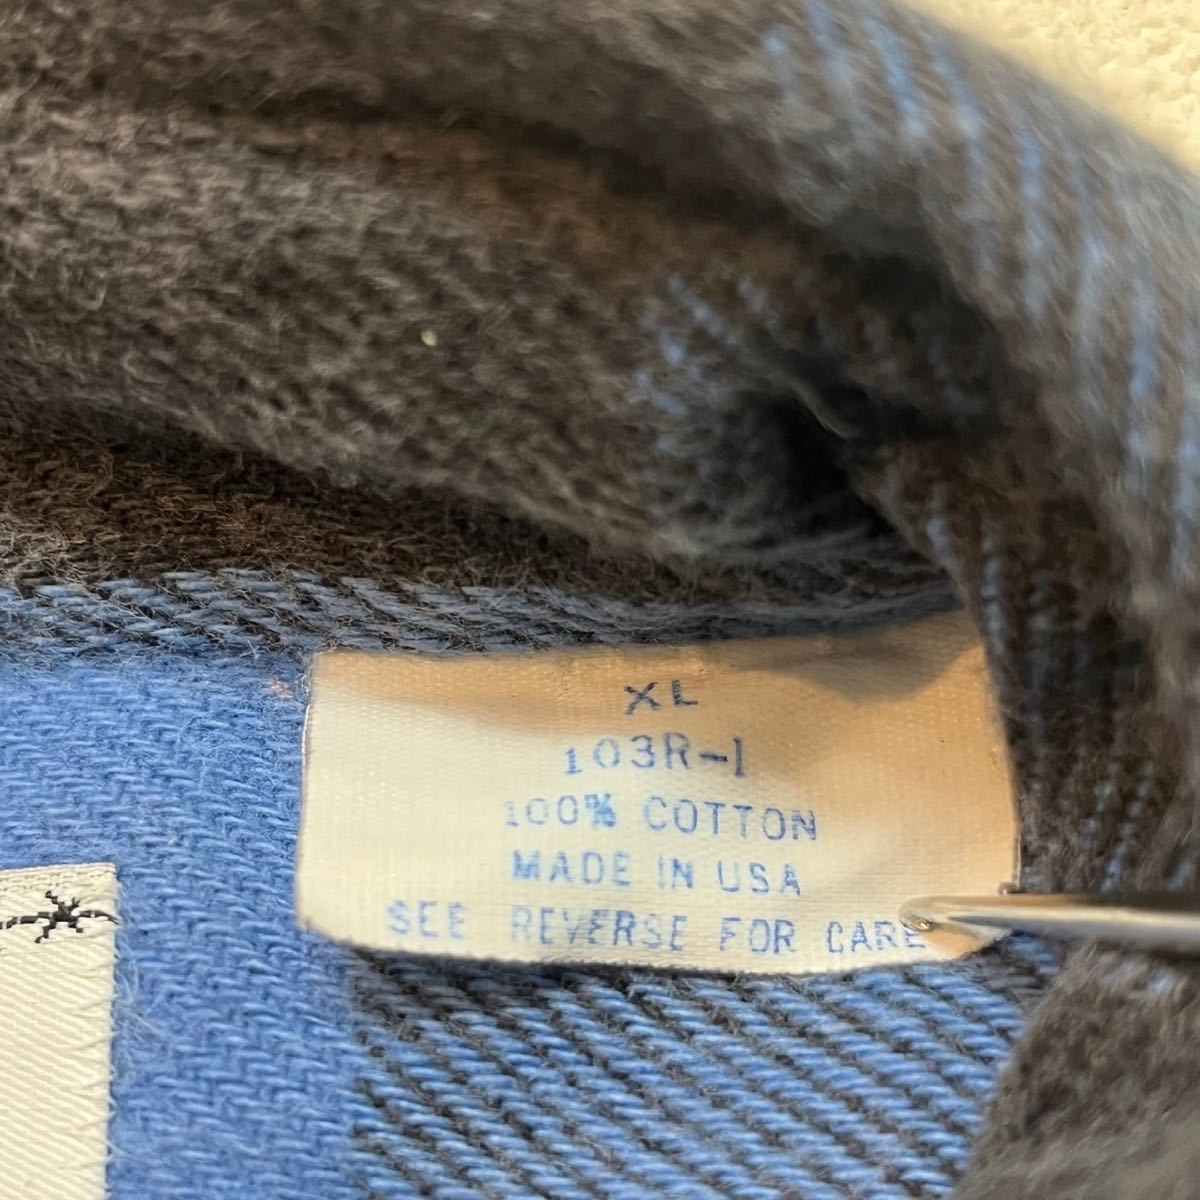 XL
103R-1
100% COTTON
MADE IN USA
SEE REVERSE FOR CARE